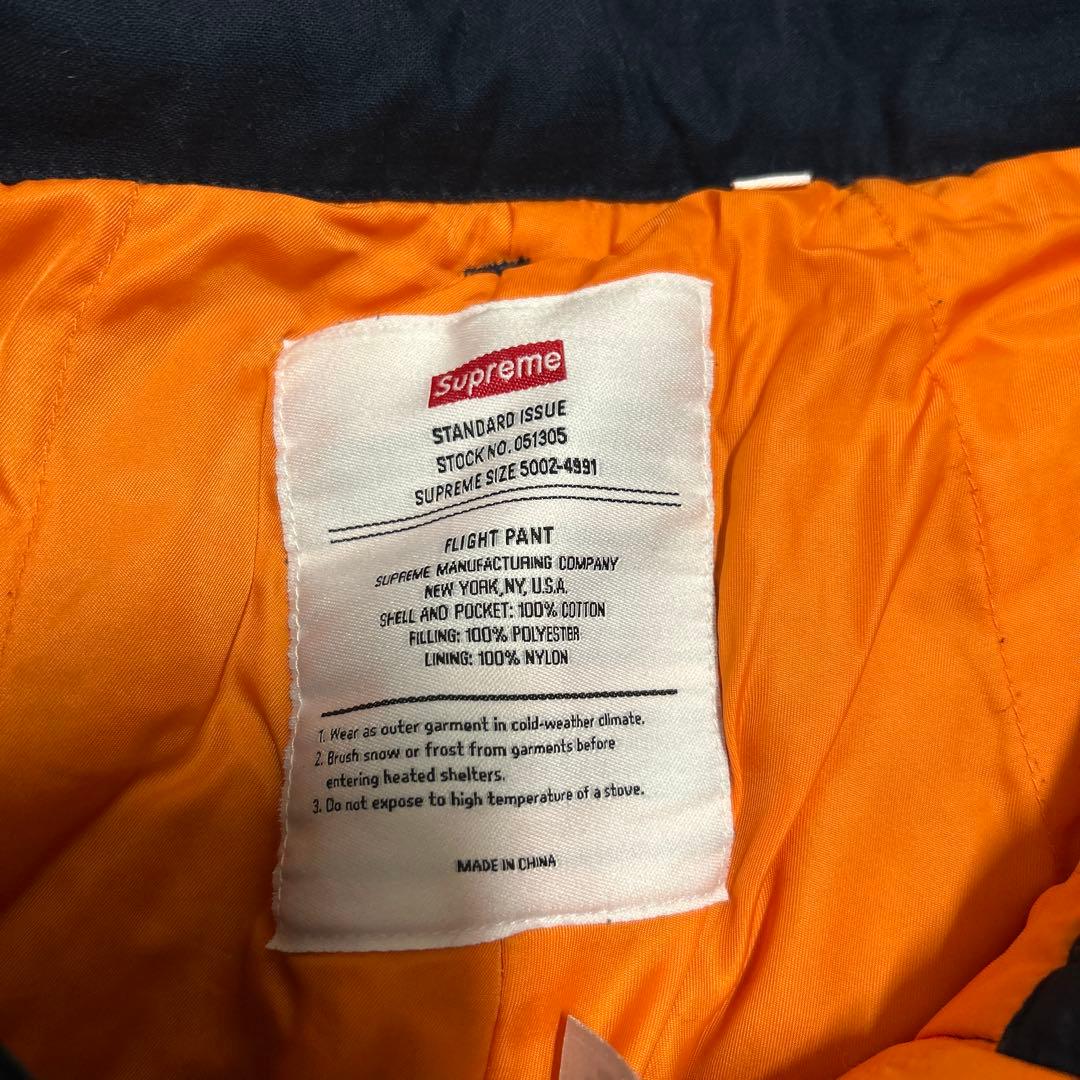 Supreme
STANDARD ISSUE
STOCK NO. 051305
SUPREME SIZE 5002-4991
FLIGHT PANT
SUPREME MANUFACTURING COMPANY
NEW YORK, NY, U.S.A.
SHELL AND POCKET: 100% COTTON
FILLING: 100% POLYESTER
LINING: 100% NYLON
1. Wear as outer garment in cold-weather climate.
2. Brush snow or frost from garments before
entering heated shelters.
3. Do not expose to high temperature of a stove.
MADE IN CHINA